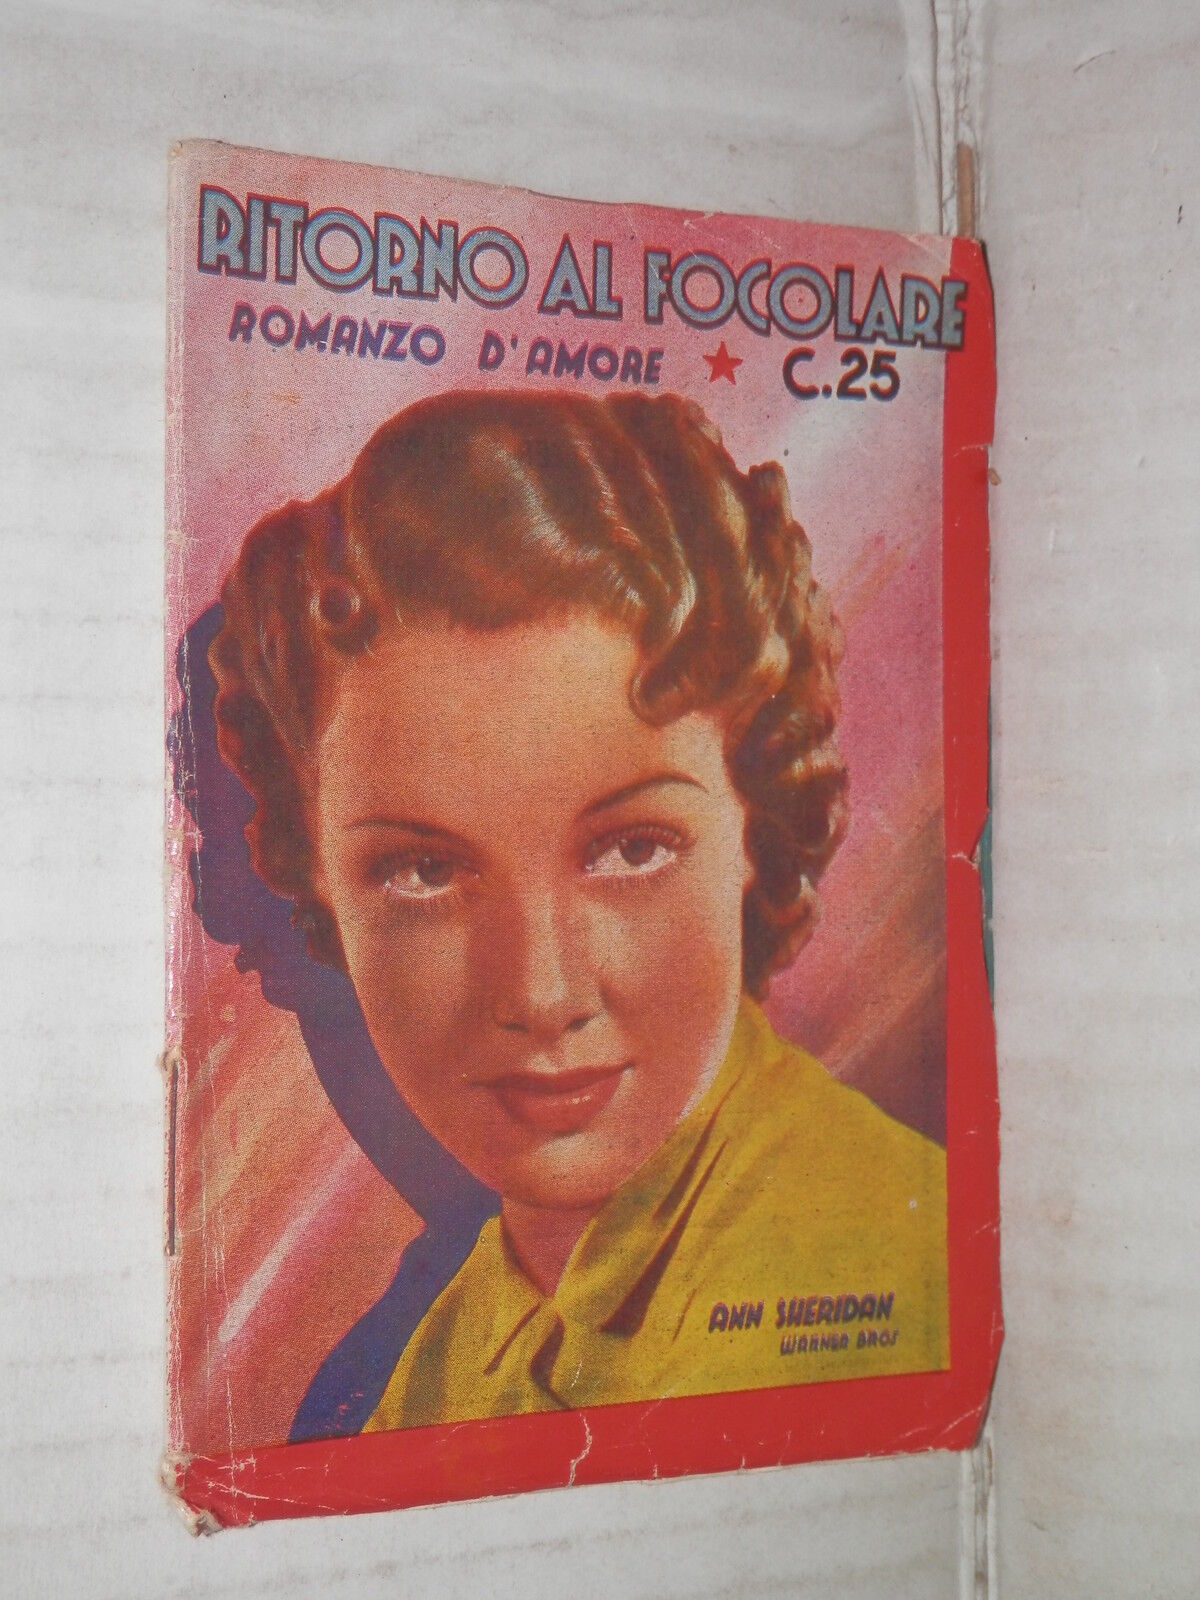 RITORNO AL FOCOLARE
ROMANZO D'AMORE ★ C.25
ANN SHERIDAN
WARNER BROS